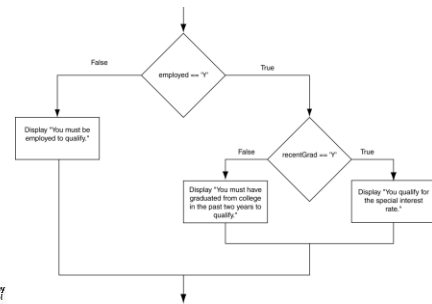 False
employed == 'Y'
True
Display "You must be
employed to qualify."
False
recentGrad == 'Y'
True
Display "You must have
graduated from college
in the past two years to
qualify."
Display "You qualify for
the special interest
rate."